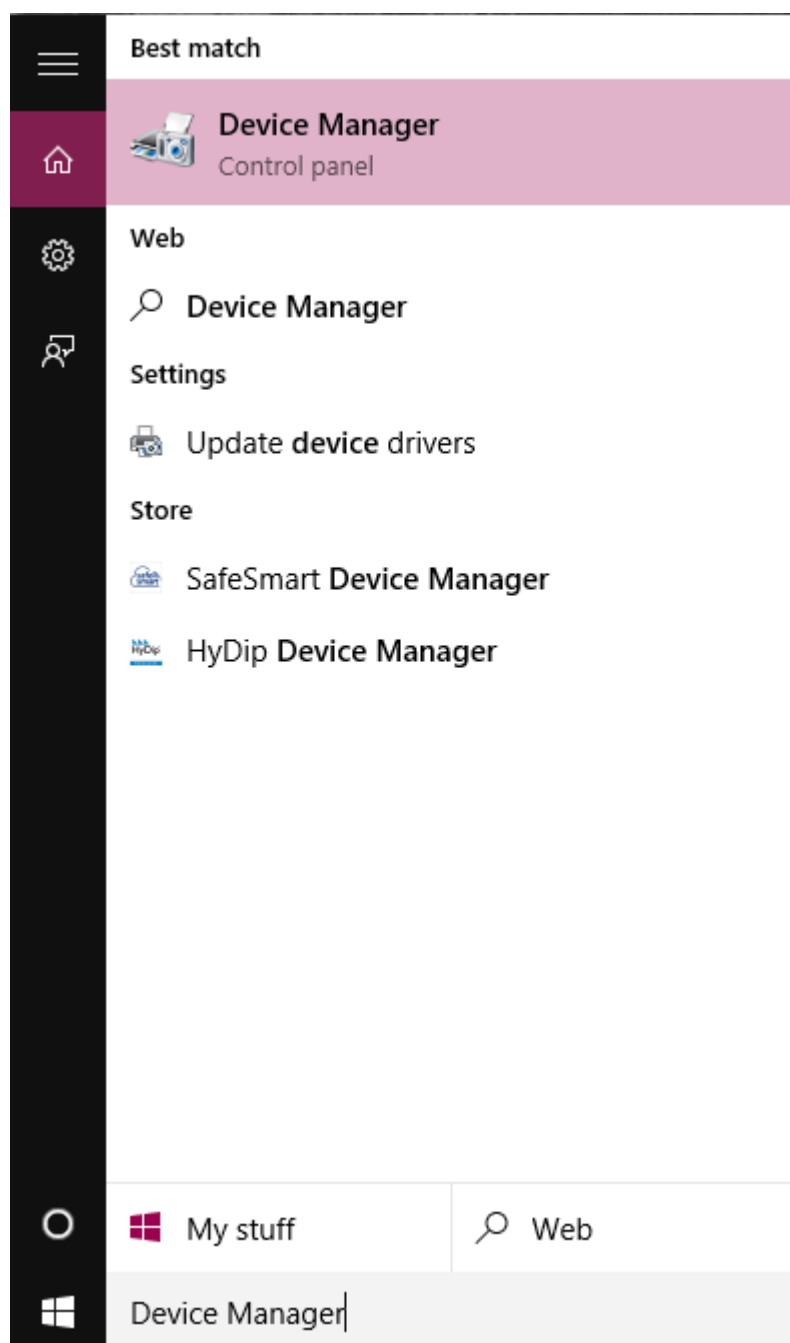 Best match
Device Manager
Control panel
Web
Device Manager
Settings
Update device drivers
Store
SafeSmart Device Manager
HyDip
HyDip Device Manager
My stuff
Web
Device Manager